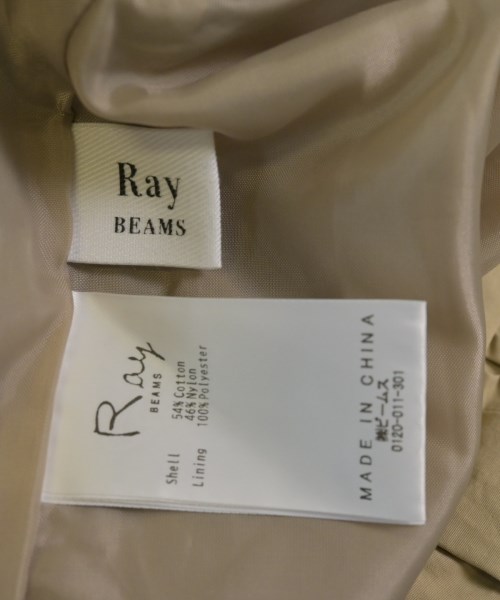 Ray
BEAMS
Ray
BEAMS
Shell 54% Cotton
46% Nylon
Lining 100% Polyester
MADE IN CHINA
㈱ビームス
0120-011-301